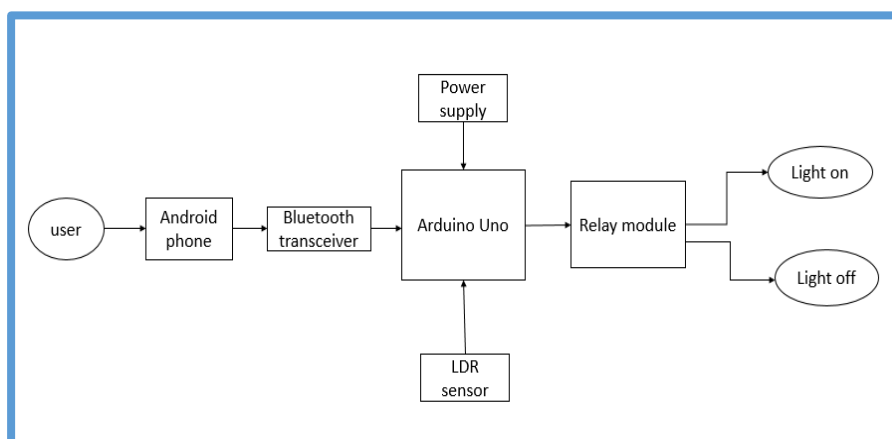 Power
supply
Light on
user
Android
phone
Bluetooth
transceiver
Arduino Uno
Relay module
Light off
LDR
sensor